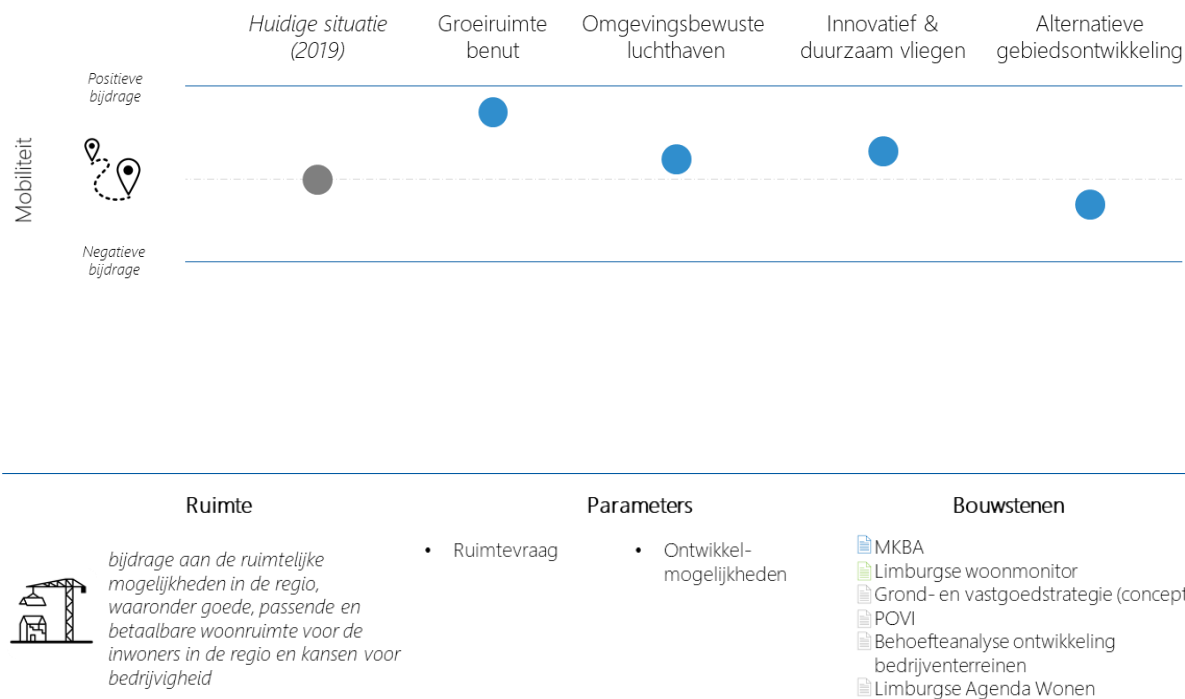 Huidige situatie
(2019)
Groeiruimte
benut
Omgevingsbewuste
luchthaven
Innovatief &
duurzaam vliegen
Alternatieve
gebiedsontwikkeling
Positieve
bijdrage
Mobiliteit
Negatieve
bijdrage
Ruimte
bijdrage aan de ruimtelijke
mogelijkheden in de regio,
waaronder goede, passende en
betaalbare woonruimte voor de
inwoners in de regio en kansen voor
bedrijvigheid
Parameters
• Ruimtevraag
• Ontwikkel-
mogelijkheden
Bouwstenen
MKBA
Limburgse woonmonitor
Grond- en vastgoedstrategie (concept
POVI
Behoefteanalyse ontwikkeling
bedrijventerreinen
Limburgse Agenda Wonen